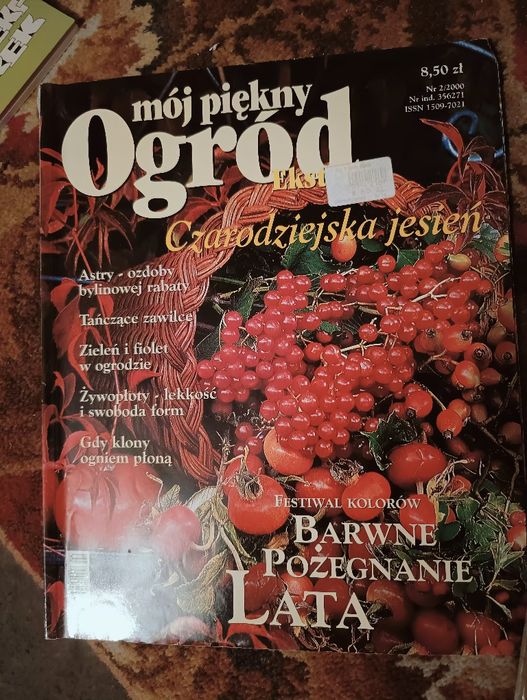 8,50 zł
Nr 2/2000
Nr ind. 356271
ISSN 1509-7021
mój piękny
Ogród
Czarodziejska jesień
Astry - ozdoby
bylinowej rabaty
Tańczące zawilce
Zieleń i fiolet
w ogrodzie
Żywopłoty - lekkość
i swoboda form
Gdy klony
ogniem płoną
FESTIWAL KOLORÓW
BARWNE
POŻEGNANIE
LATA